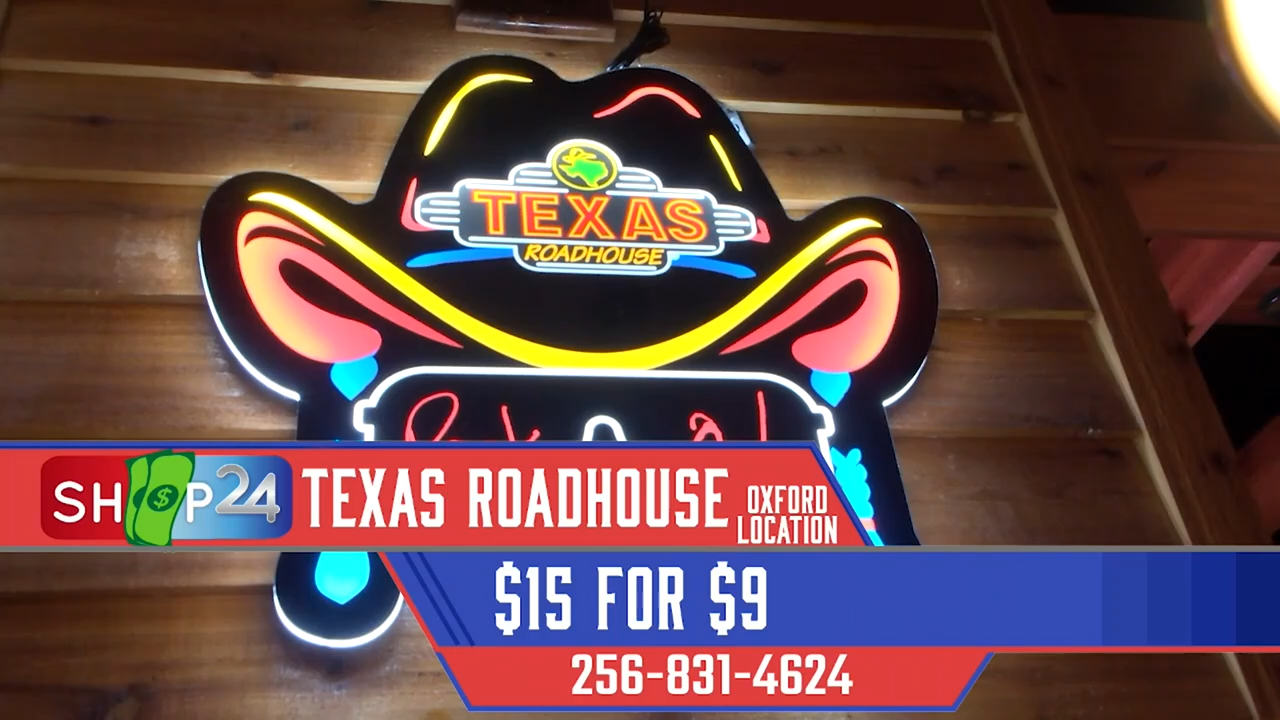 TEXAS
ROADHOUSE
SHOP24
TEXAS ROADHOUSE
OXFORD
LOCATION
$15 FOR $9
256-831-4624